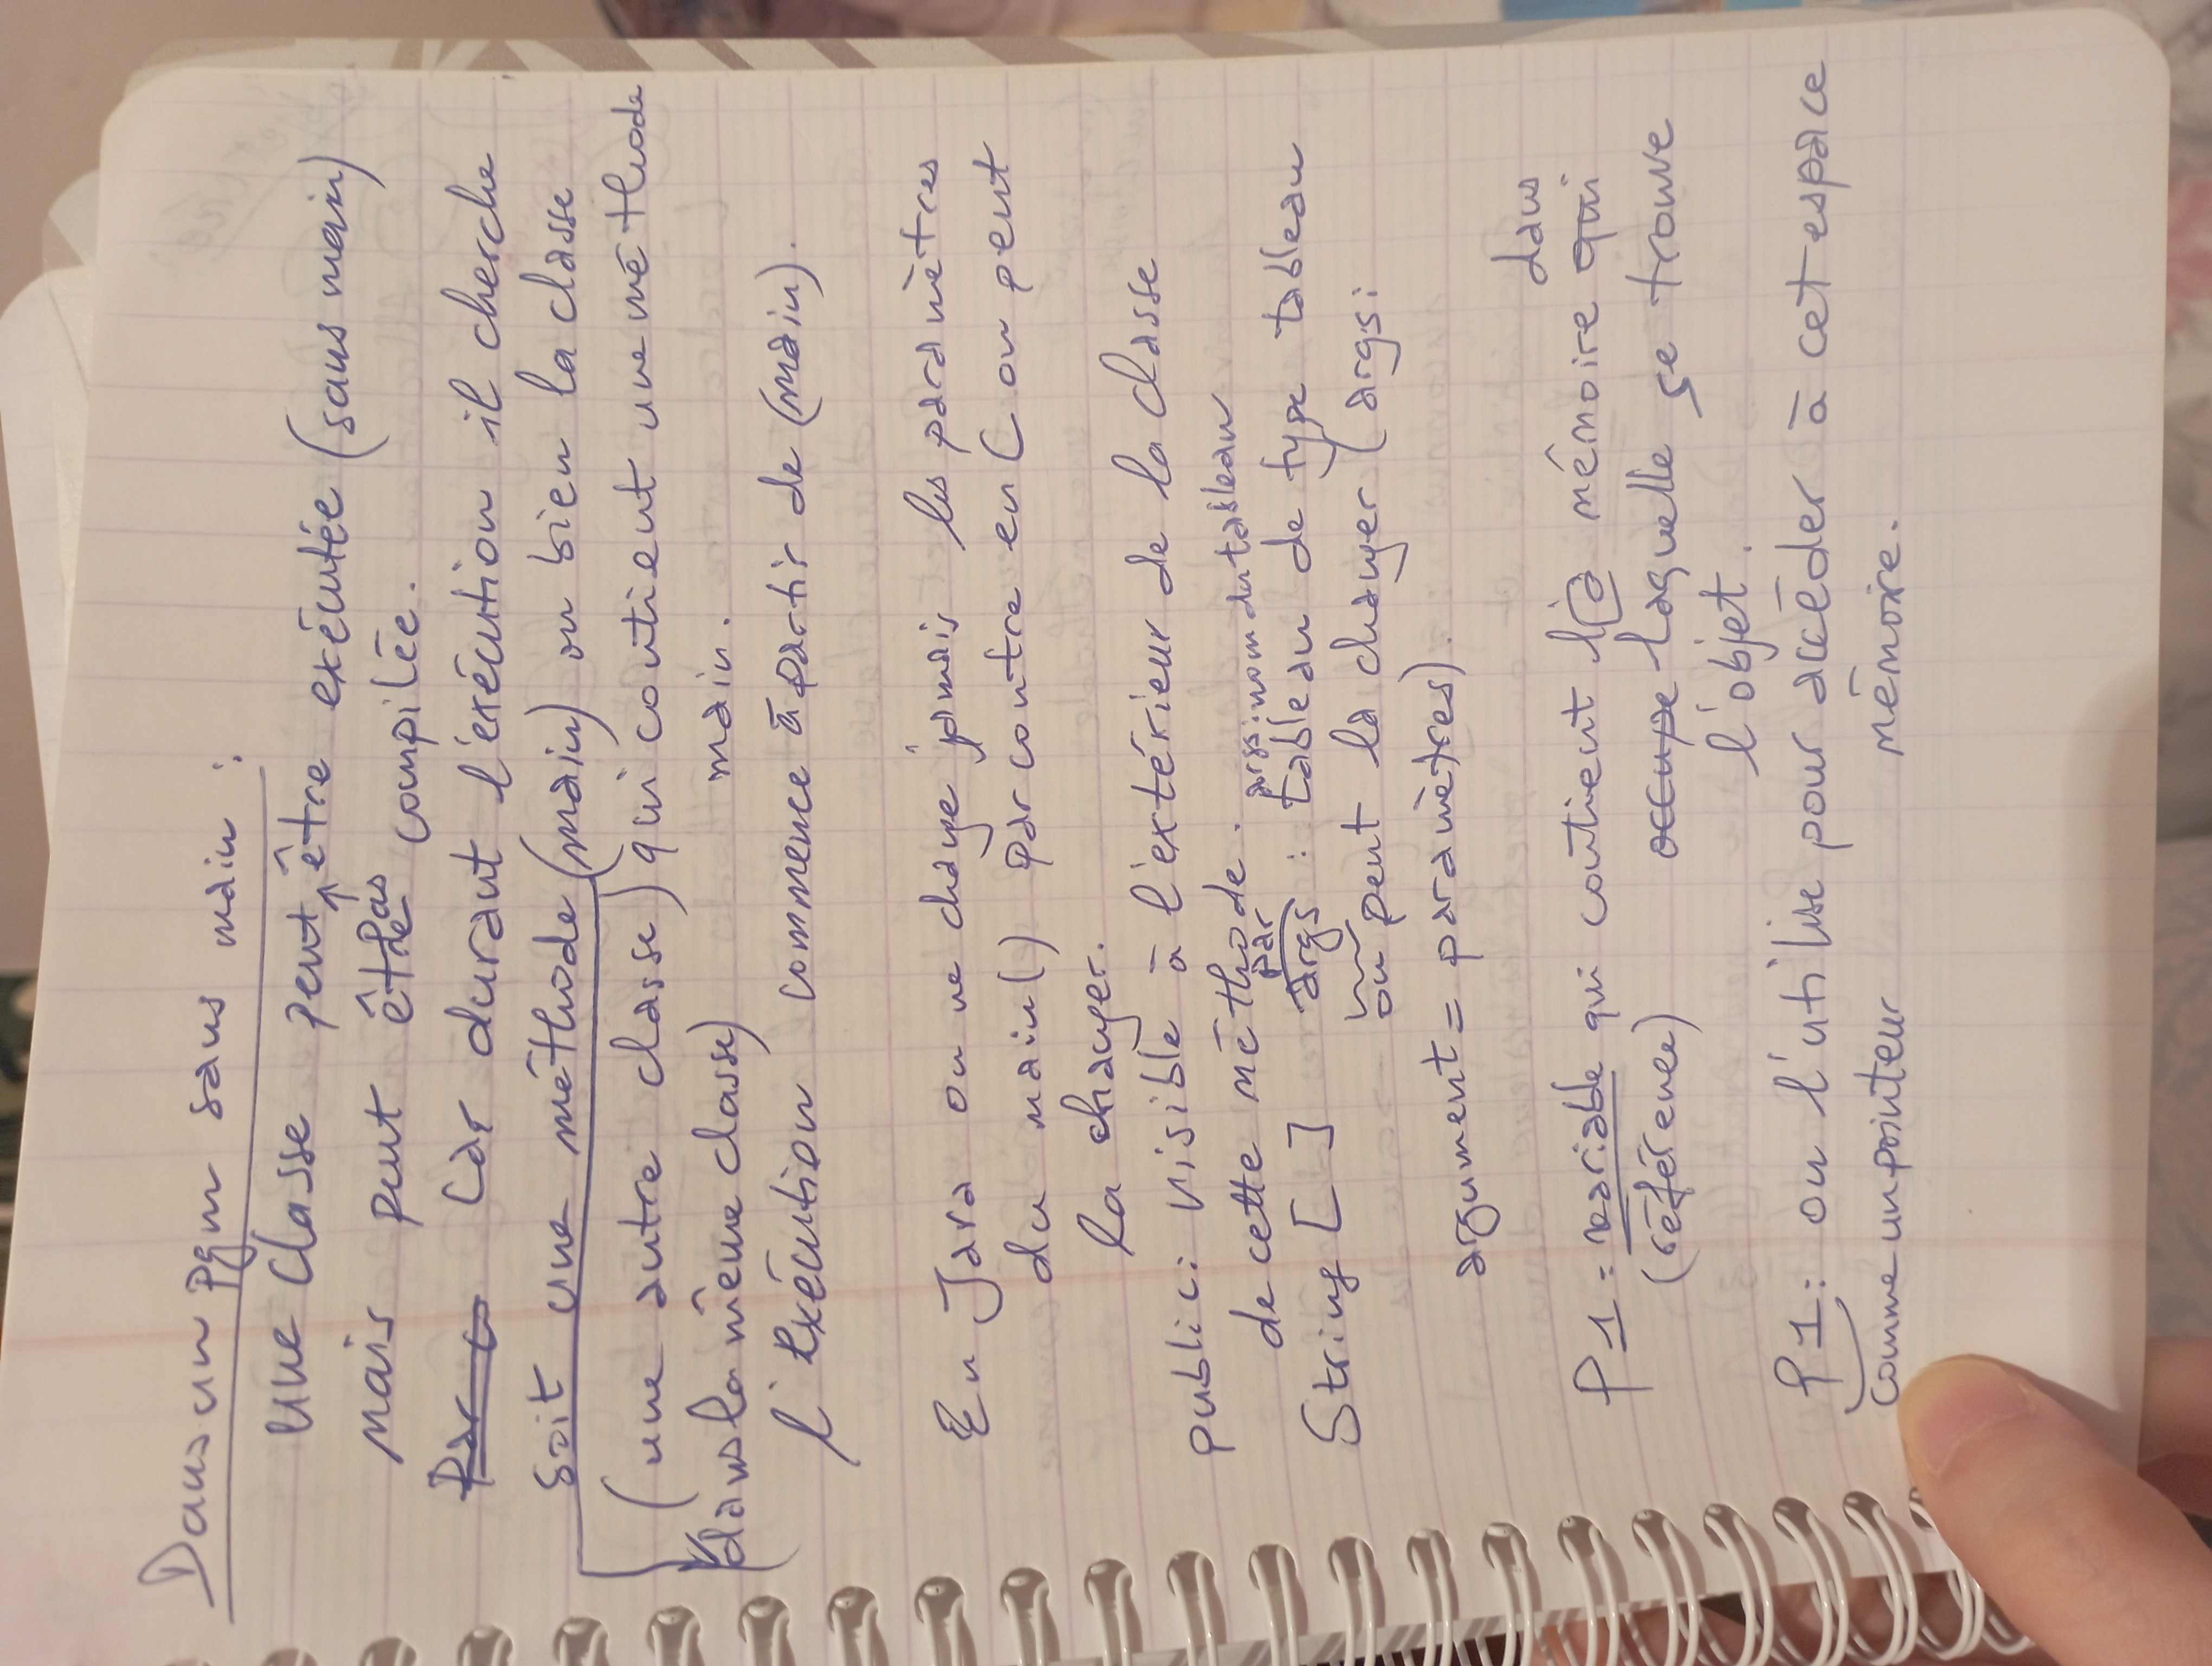 Dans un pgm sans main :
une classe peut pas être exécutée (sans main)
mais peut être compilée.
Par c Car durant l'exécution il cherche
soit une méthode (main) ou bien la classe
(une autre classe) qui contient une méthode
(dans la même classe) main.
l'exécution commence à partir de (main).
En Java on ne change jamais les paramètres
du main() par contre en C on peut
la changer.
public: visible à l'extérieur de la classe
de cette méthode.
par args: nom du tableau
String [ ] args : tableau de type tableau
on peut la changer (args:
argument = paramètres).
dans
P1 = variable qui contient la mémoire qui
(référence) occupe laquelle se trouve
l'objet.
P1: on l'utilise pour accéder à cet espace
comme un pointeur mémoire.